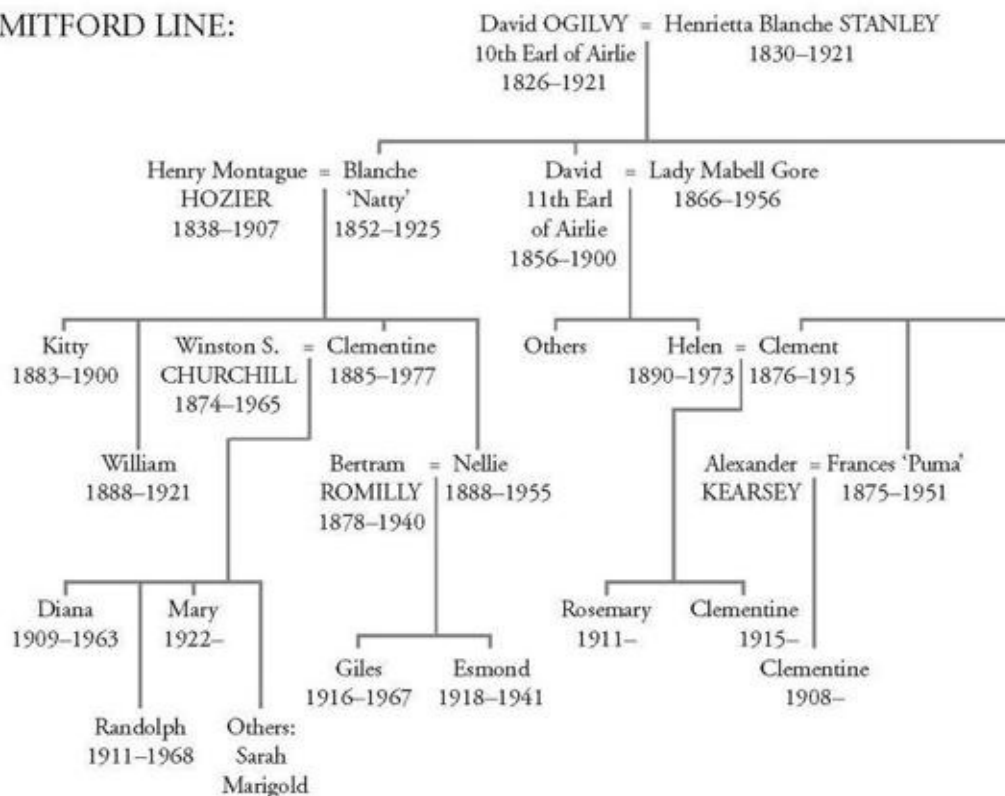 MITFORD LINE:
David OGILVY = Henrietta Blanche STANLEY
10th Earl of Airlie 1830–1921
1826–1921
Henry Montague = Blanche
HOZIER 'Natty'
1838–1907 1852–1925
David = Lady Mabell Gore
11th Earl 1866–1956
of Airlie
1856–1900
Kitty
1883–1900
Winston S. = Clementine
CHURCHILL 1885–1977
1874–1965
Others
Helen = Clement
1890–1973 1876–1915
William
1888–1921
Bertram = Nellie
ROMILLY 1888–1955
1878–1940
Alexander = Frances 'Puma'
KEARSEY 1875–1951
Diana
1909–1963
Mary
1922–
Rosemary
1911–
Clementine
1915–
Giles
1916–1967
Esmond
1918–1941
Clementine
1908–
Randolph
1911–1968
Others:
Sarah
Marigold